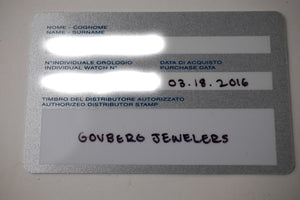 NOME - COGNOME
NAME - SURNAME
N°INDIVIDUALE OROLOGIO DATA DI ACQUISTO
INDIVIDUAL WATCH N° PURCHASE DATA
03.18.2016
TIMBRO DEL DISTRIBUTORE AUTORIZZATO
AUTHORIZED DISTRIBUTOR STAMP
GOVBERG JEWELERS